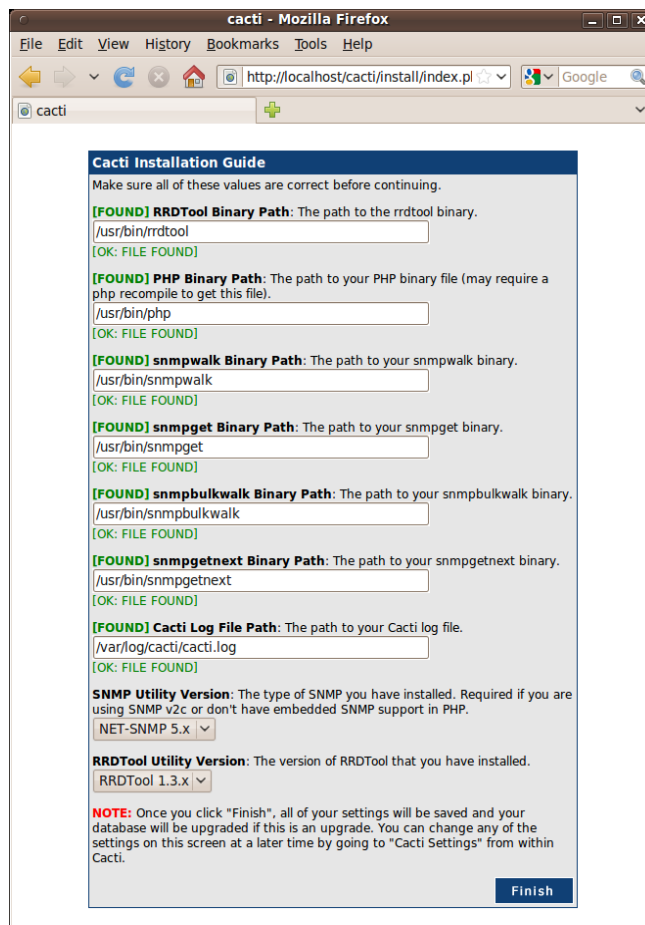 cacti - Mozilla Firefox
File Edit View History Bookmarks Tools Help
http://localhost/cacti/install/index.pl
Google
cacti
Cacti Installation Guide
Make sure all of these values are correct before continuing.
[FOUND] RRDTool Binary Path: The path to the rrdtool binary.
/usr/bin/rrdtool
[OK: FILE FOUND]
[FOUND] PHP Binary Path: The path to your PHP binary file (may require a
php recompile to get this file).
/usr/bin/php
[OK: FILE FOUND]
[FOUND] snmpwalk Binary Path: The path to your snmpwalk binary.
/usr/bin/snmpwalk
[OK: FILE FOUND]
[FOUND] snmpget Binary Path: The path to your snmpget binary.
/usr/bin/snmpget
[OK: FILE FOUND]
[FOUND] snmpbulkwalk Binary Path: The path to your snmpbulkwalk binary.
/usr/bin/snmpbulkwalk
[OK: FILE FOUND]
[FOUND] snmpgetnext Binary Path: The path to your snmpgetnext binary.
/usr/bin/snmpgetnext
[OK: FILE FOUND]
[FOUND] Cacti Log File Path: The path to your Cacti log file.
/var/log/cacti/cacti.log
[OK: FILE FOUND]
SNMP Utility Version: The type of SNMP you have installed. Required if you are
using SNMP v2c or don't have embedded SNMP support in PHP.
NET-SNMP 5.x
RRDTool Utility Version: The version of RRDTool that you have installed.
RRDTool 1.3.x
NOTE: Once you click "Finish", all of your settings will be saved and your
database will be upgraded if this is an upgrade. You can change any of the
settings on this screen at a later time by going to "Cacti Settings" from within
Cacti.
Finish